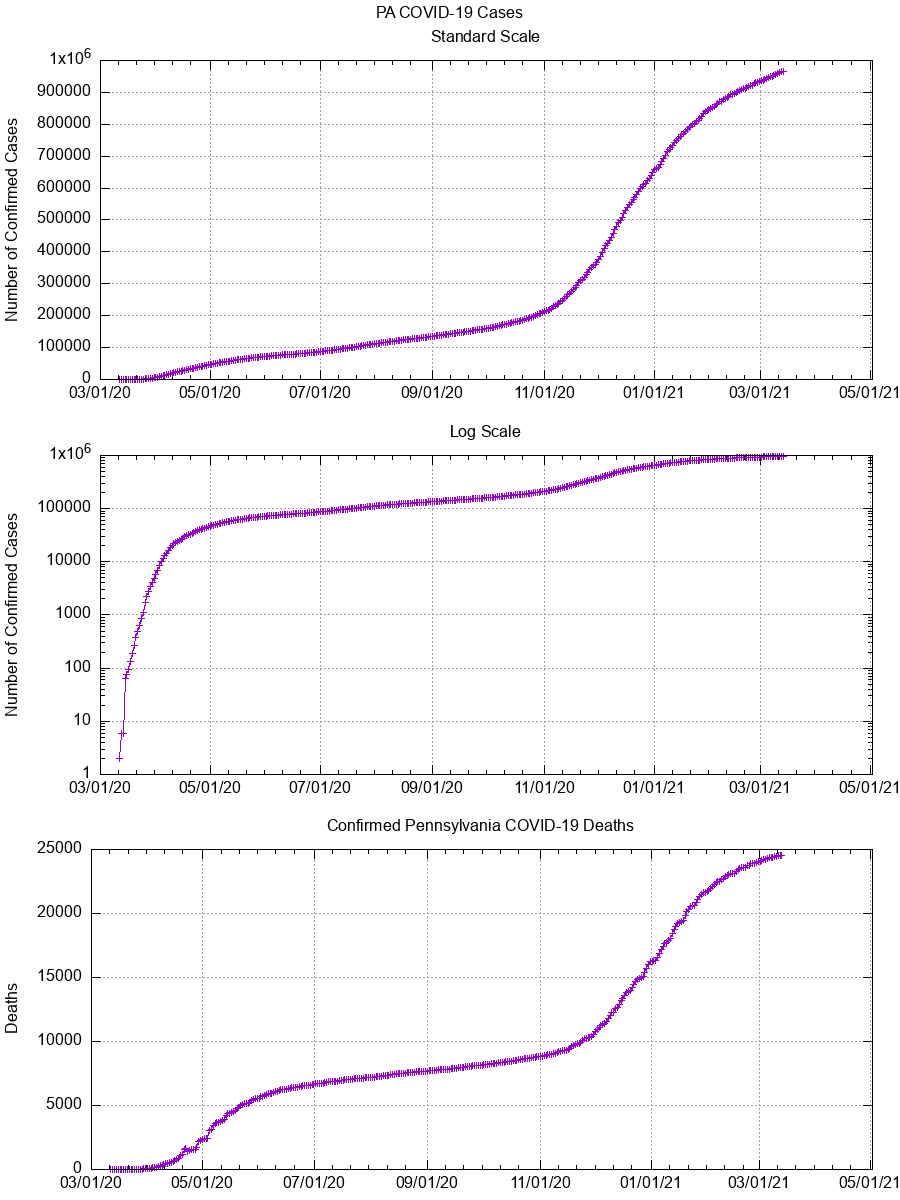 PA COVID-19 Cases
Standard Scale
1x10⁶
900000
800000
700000
600000
500000
400000
300000
200000
100000
0
Number of Confirmed Cases
03/01/20 05/01/20 07/01/20 09/01/20 11/01/20 01/01/21 03/01/21 05/01/21
Log Scale
1x10⁶
100000
10000
1000
100
10
1
Number of Confirmed Cases
03/01/20 05/01/20 07/01/20 09/01/20 11/01/20 01/01/21 03/01/21 05/01/21
Confirmed Pennsylvania COVID-19 Deaths
25000
20000
15000
10000
5000
0
Deaths
03/01/20 05/01/20 07/01/20 09/01/20 11/01/20 01/01/21 03/01/21 05/01/21